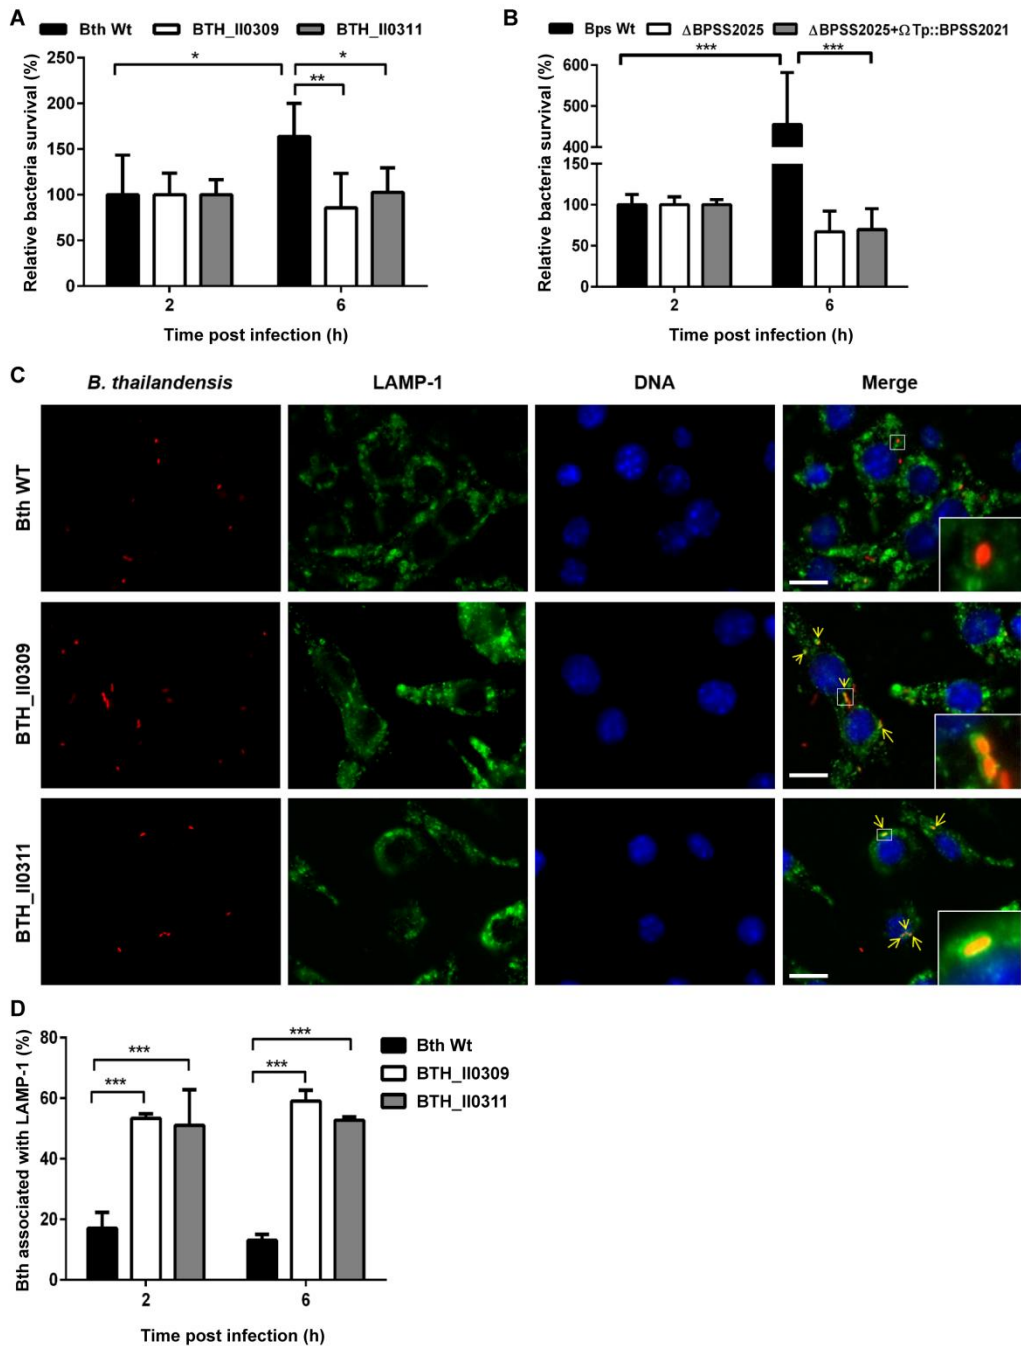 A
Bth Wt BTH_II0309 BTH_II0311
Relative bacteria survival (%)
250
200
150
100
50
0
*
*
**
2
6
Time post infection (h)
B
Bps Wt ΔBPSS2025 ΔBPSS2025+ΩTp::BPSS2021
Relative bacteria survival (%)
600
500
400
150
100
50
0
***
***
2
6
Time post infection (h)
C
B. thailandensis
LAMP-1
DNA
Merge
Bth WT
BTH_II0309
BTH_II0311
D
Bth associated with LAMP-1 (%)
80
60
40
20
0
***
***
***
***
2
6
Time post infection (h)
Bth Wt
BTH_II0309
BTH_II0311